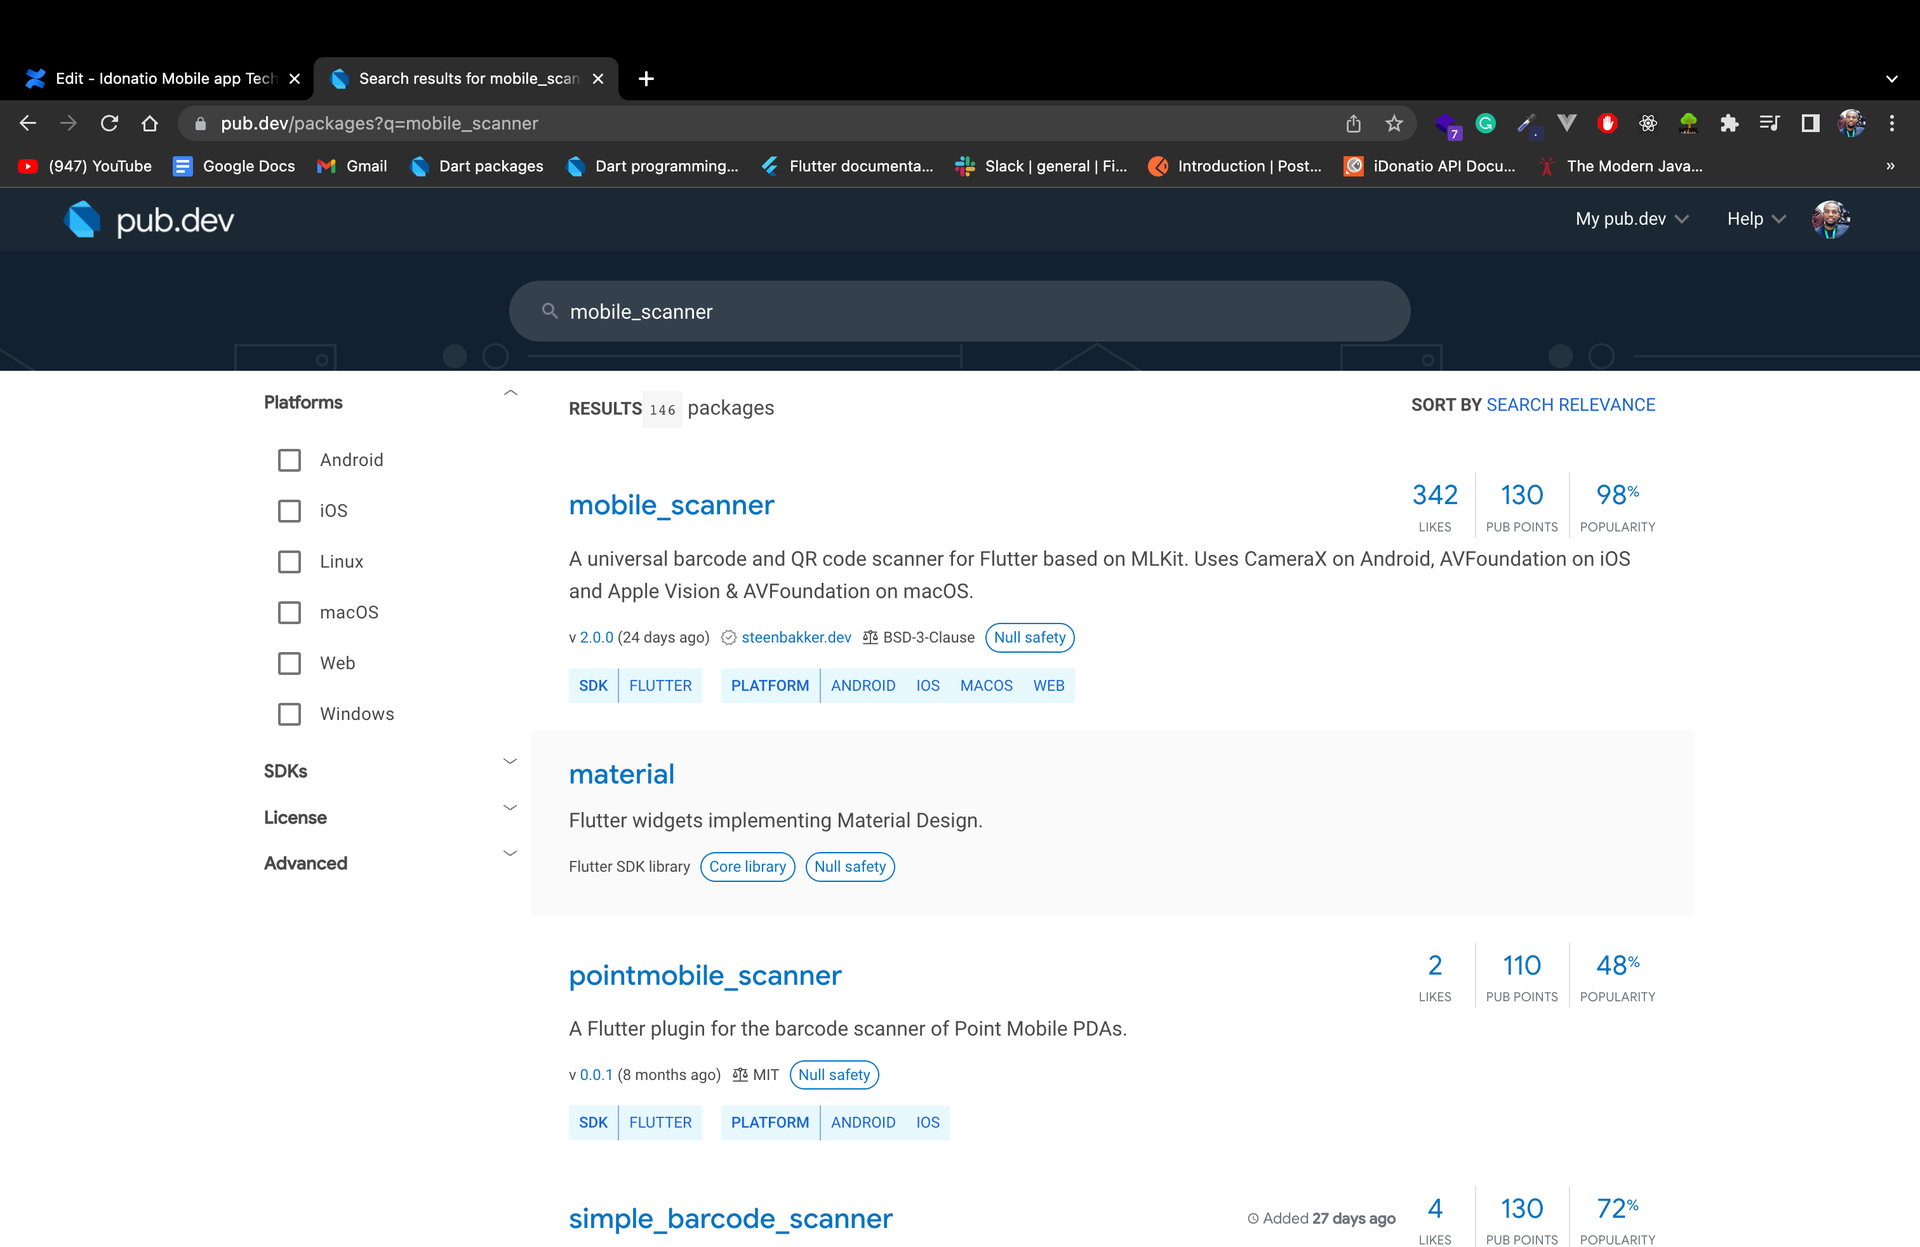 Edit - Idonatio Mobile app Tech
Search results for mobile_scan
pub.dev/packages?q=mobile_scanner
7
(947) YouTube
Google Docs
Gmail
Dart packages
Dart programming...
Flutter documenta...
Slack | general | Fi...
Introduction | Post...
iDonatio API Docu...
The Modern Java...
»
pub.dev
My pub.dev
Help
mobile_scanner
Platforms
Android
iOS
Linux
macOS
Web
Windows
SDKs
License
Advanced
RESULTS 146 packages
SORT BY SEARCH RELEVANCE
mobile_scanner
342 LIKES
130 PUB POINTS
98% POPULARITY
A universal barcode and QR code scanner for Flutter based on MLKit. Uses CameraX on Android, AVFoundation on iOS
and Apple Vision & AVFoundation on macOS.
v 2.0.0 (24 days ago) steenbakker.dev BSD-3-Clause Null safety
SDK FLUTTER PLATFORM ANDROID IOS MACOS WEB
material
Flutter widgets implementing Material Design.
Flutter SDK library Core library Null safety
pointmobile_scanner
2 LIKES
110 PUB POINTS
48% POPULARITY
A Flutter plugin for the barcode scanner of Point Mobile PDAs.
v 0.0.1 (8 months ago) MIT Null safety
SDK FLUTTER PLATFORM ANDROID IOS
simple_barcode_scanner
Added 27 days ago
4 LIKES
130 PUB POINTS
72% POPULARITY